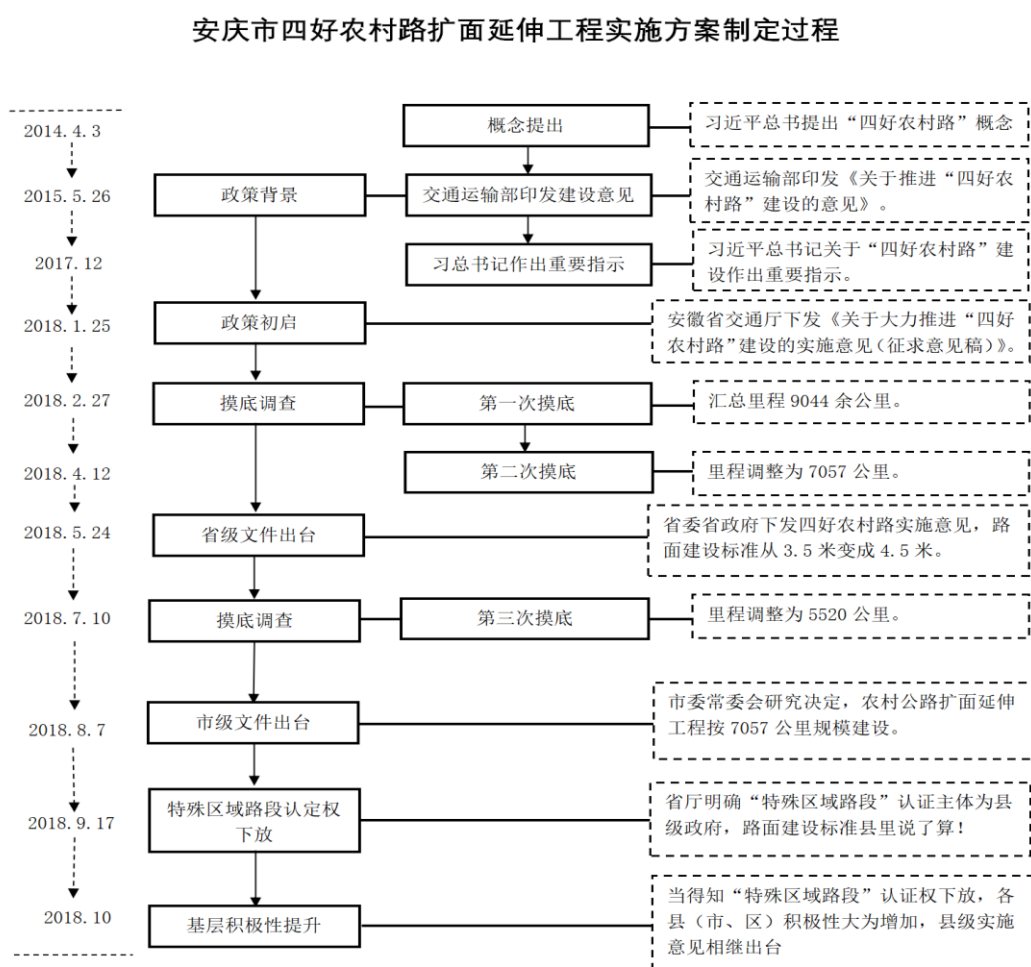 安庆市四好农村路扩面延伸工程实施方案制定过程
2014.4.3
概念提出
习近平总书提出“四好农村路”概念
2015.5.26
政策背景
交通运输部印发建设意见
交通运输部印发《关于推进“四好农
村路”建设的意见》。
2017.12
习总书记作出重要指示
习近平总书记关于“四好农村路”建
设作出重要指示。
2018.1.25
政策初启
安徽省交通厅下发《关于大力推进“四好
农村路”建设的实施意见（征求意见稿）》。
2018.2.27
摸底调查
第一次摸底
汇总里程 9044 余公里。
2018.4.12
第二次摸底
里程调整为 7057 公里。
2018.5.24
省级文件出台
省委省政府下发四好农村路实施意见，路
面建设标准从 3.5 米变成 4.5 米。
2018.7.10
摸底调查
第三次摸底
里程调整为 5520 公里。
2018.8.7
市级文件出台
市委常委会研究决定，农村公路扩面延伸
工程按 7057 公里规模建设。
2018.9.17
特殊区域路段认定权
下放
省厅明确“特殊区域路段”认证主体为县
级政府，路面建设标准县里说了算！
2018.10
基层积极性提升
当得知“特殊区域路段”认证权下放，各
县（市、区）积极性大为增加，县级实施
意见相继出台